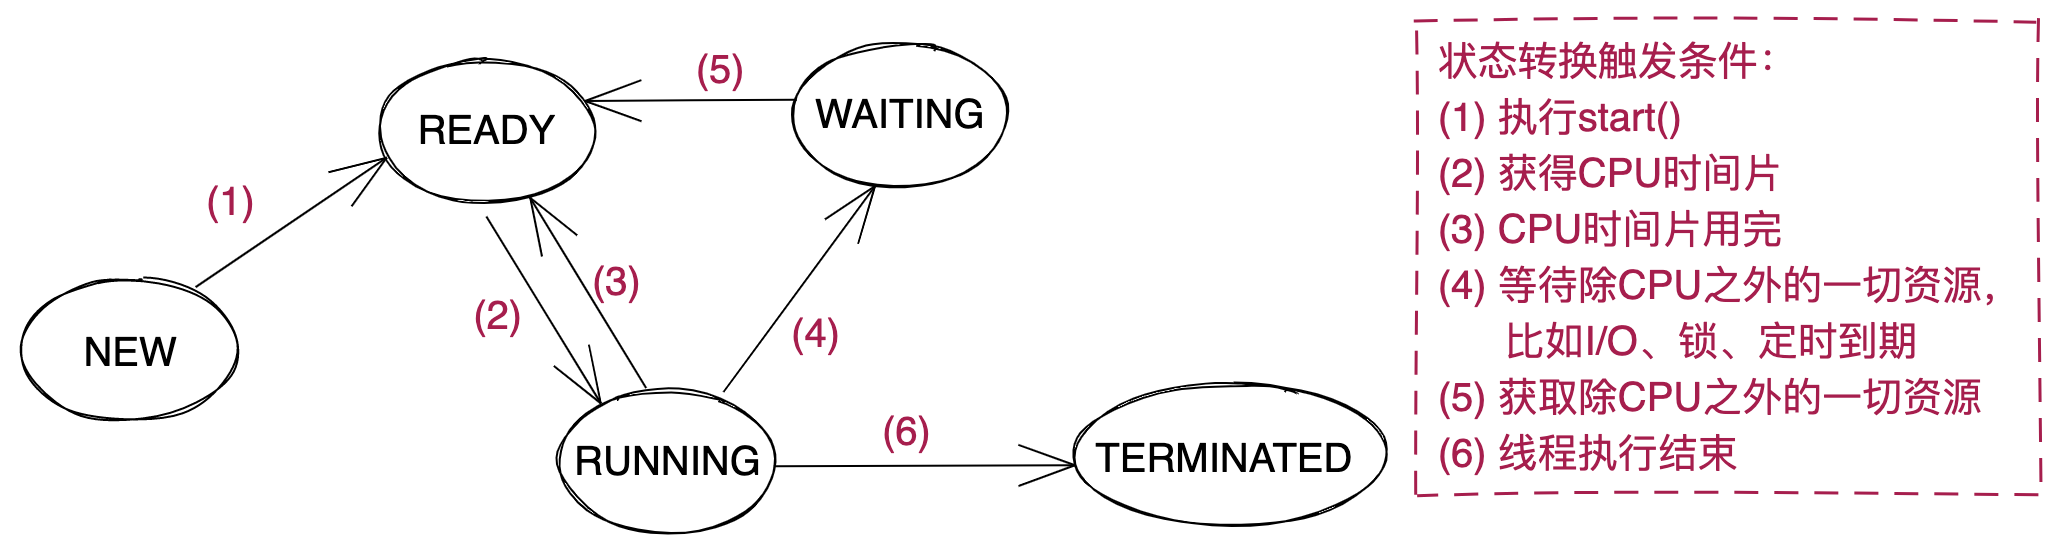 (5)
WAITING
READY
(1)
(3)
(2)
(4)
NEW
(6)
RUNNING
TERMINATED
状态转换触发条件：
(1) 执行start()
(2) 获得CPU时间片
(3) CPU时间片用完
(4) 等待除CPU之外的一切资源，
比如I/O、锁、定时到期
(5) 获取除CPU之外的一切资源
(6) 线程执行结束